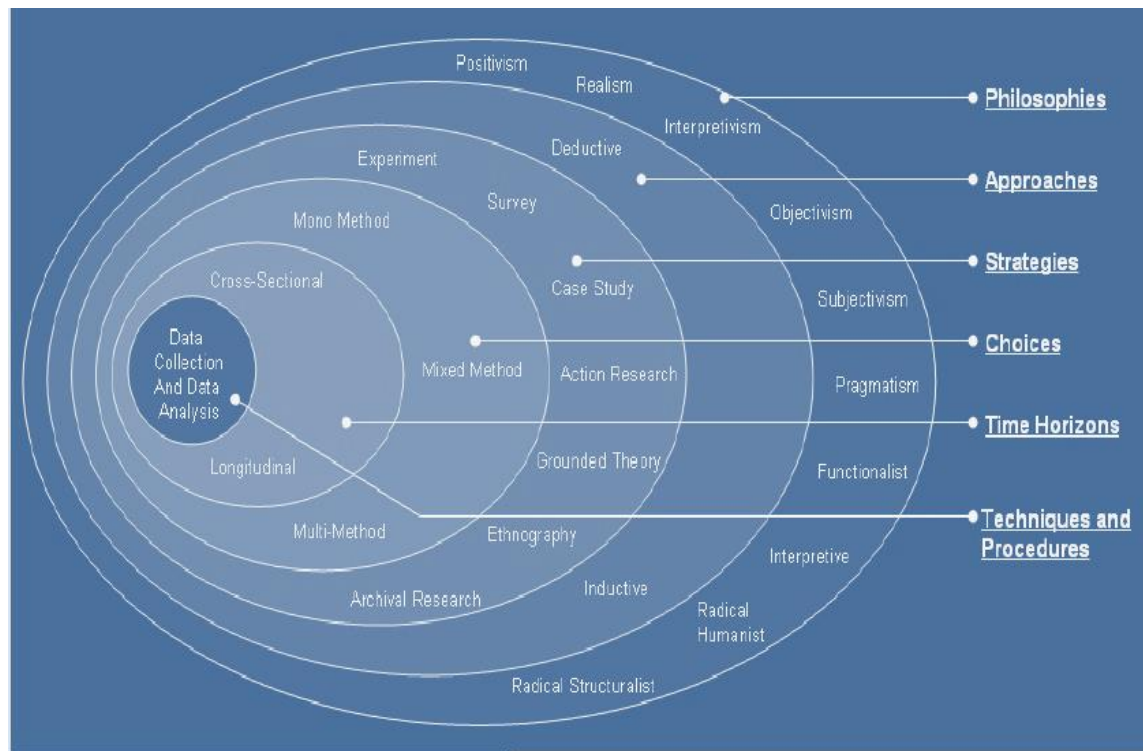 Positivism
Realism
Philosophies
Interpretivism
Deductive
Experiment
Approaches
Survey
Objectivism
Mono Method
Strategies
Cross-Sectional
Case Study
Subjectivism
Data
Collection
And Data
Analysis
Choices
Mixed Method
Action Research
Pragmatism
Time Horizons
Longitudinal
Grounded Theory
Functionalist
Techniques and
Procedures
Multi-Method
Ethnography
Interpretive
Inductive
Archival Research
Radical
Humanist
Radical Structuralist